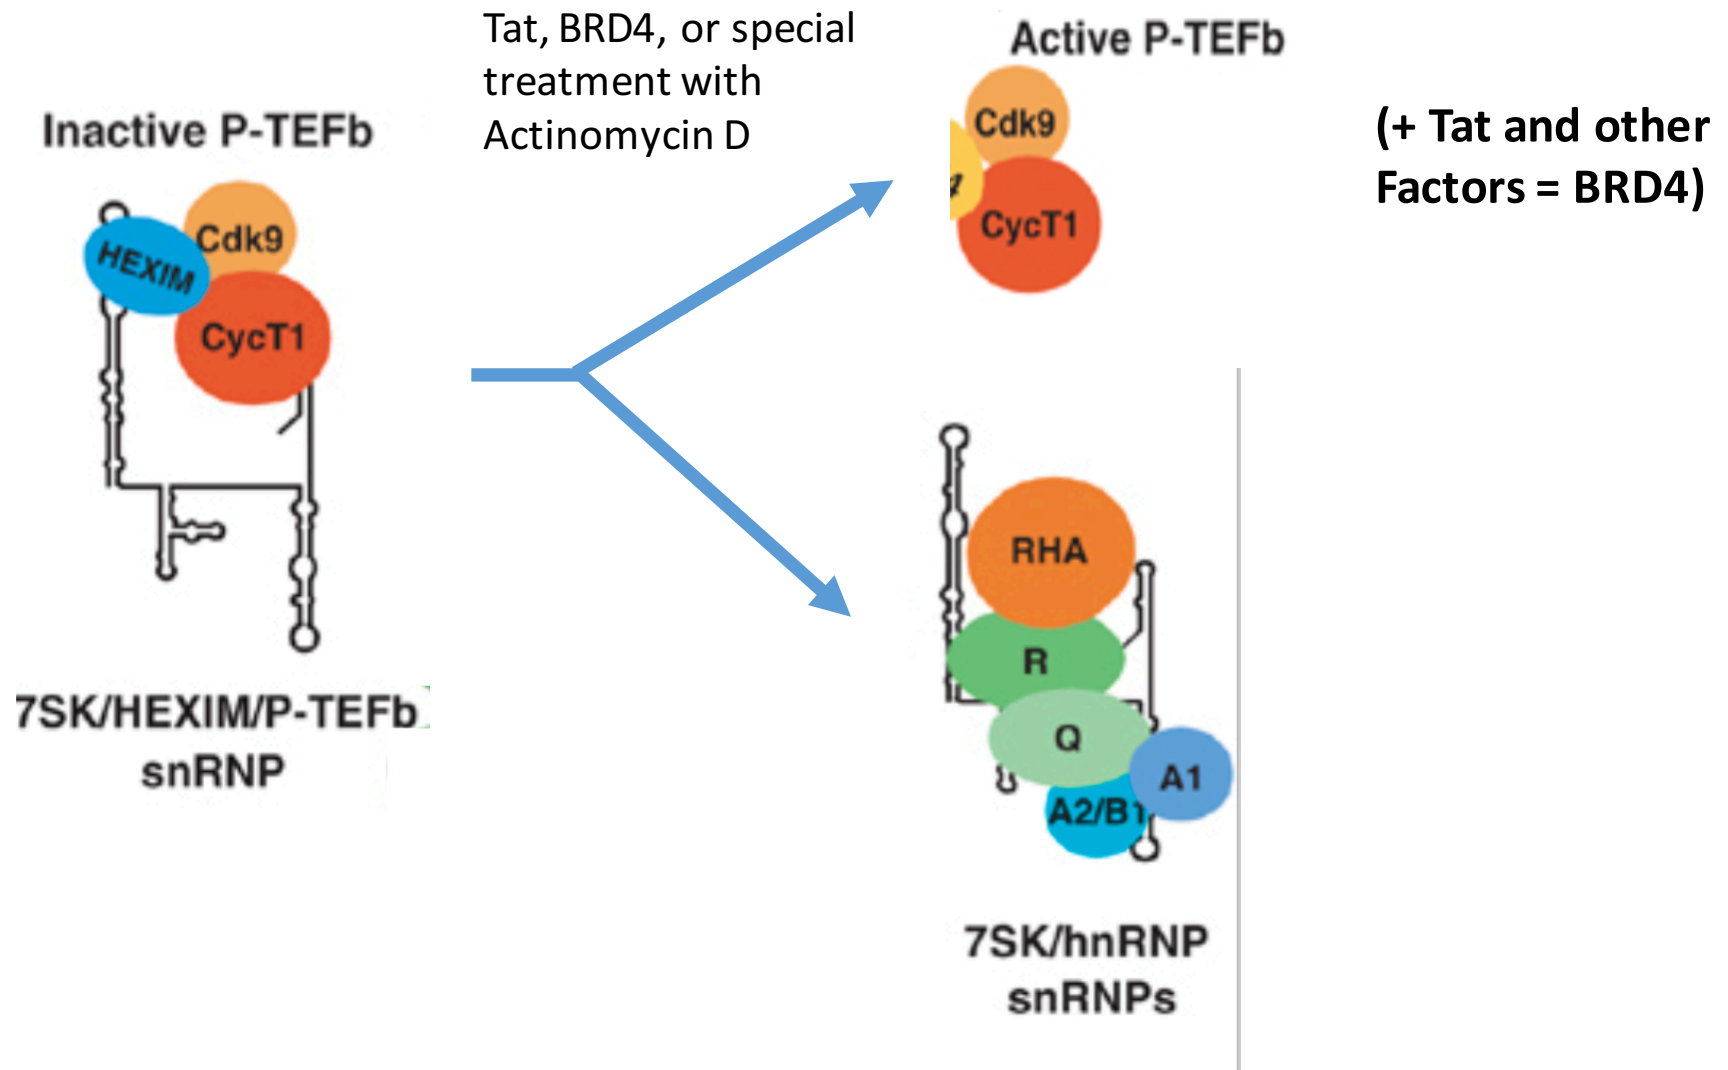 Tat, BRD4, or special
treatment with
Actinomycin D
Active P-TEFb
Inactive P-TEFb
(+ Tat and other
Factors = BRD4)
Cdk9
CycT1
HEXIM
Cdk9
CycT1
RHA
R
Q
A1
A2/B1
7SK/HEXIM/P-TEFb
snRNP
7SK/hnRNP
snRNPs